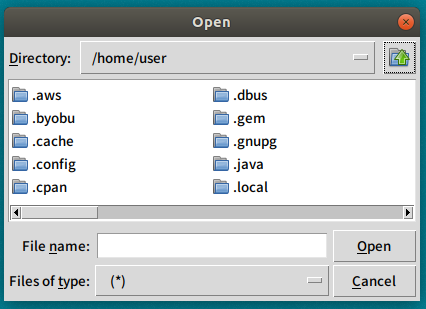 Open
Directory: /home/user
.aws .dbus
.byobu .gem
.cache .gnupg
.config .java
.cpan .local
File name: Open
Files of type: (*) Cancel